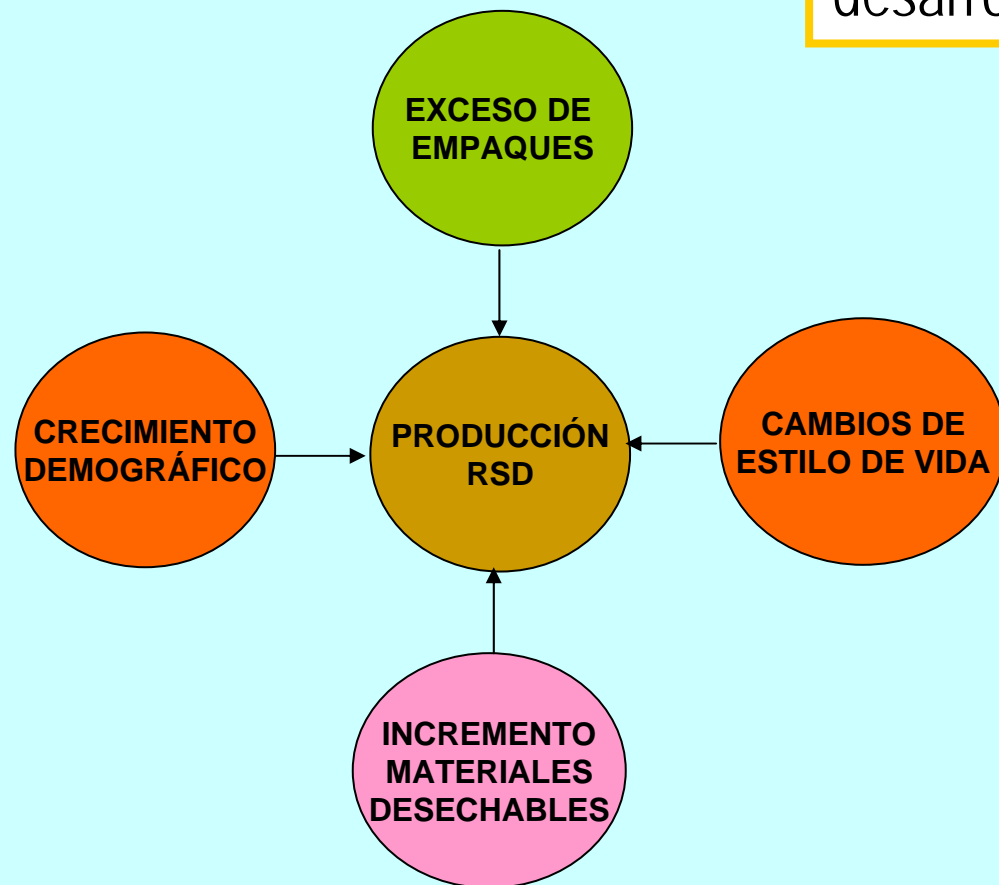 EXCESO DE
EMPAQUES
CRECIMIENTO
DEMOGRÁFICO
PRODUCCIÓN
RSD
CAMBIOS DE
ESTILO DE VIDA
INCREMENTO
MATERIALES
DESECHABLES